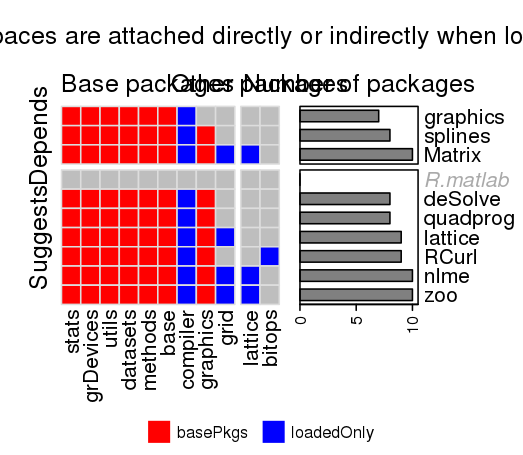 paces are attached directly or indirectly when lo
Base packages
Other packages
Number of packages
Depends
Suggests
graphics
splines
Matrix
R.matlab
deSolve
quadprog
lattice
RCurl
nlme
zoo
stats
grDevices
utils
datasets
methods
base
compiler
graphics
grid
lattice
bitops
0
5
10
basePkgs
loadedOnly